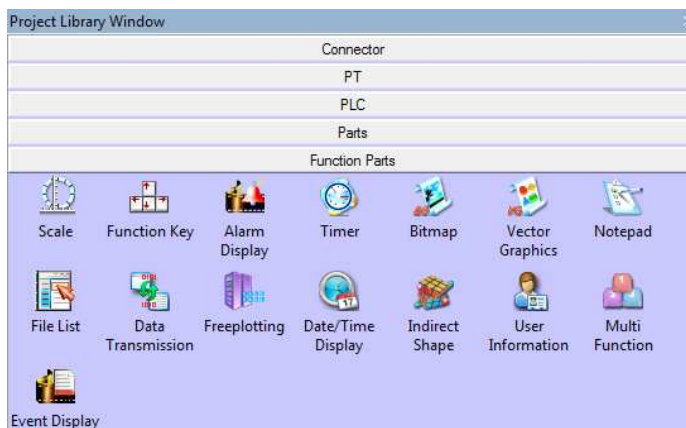 Project Library Window
Connector
PT
PLC
Parts
Function Parts
Scale
Function Key
Alarm
Display
Timer
Bitmap
Vector
Graphics
Notepad
File List
Data
Transmission
Freeplotting
Date/Time
Display
Indirect
Shape
User
Information
Multi
Function
Event Display